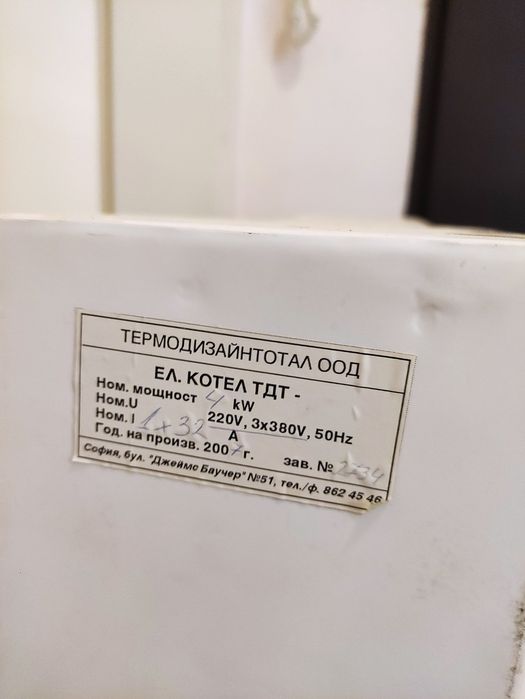 ТЕРМОДИЗАЙНТОТАЛ ООД
ЕЛ. КОТЕЛ ТДТ -
Ном. мощност 4 kW
Ном.U 220V, 3x380V, 50Hz
Ном. I 1x32 A
Год. на произв. 2007 г. зав. №
София, бул. "Джеймс Баучер" №51, тел./ф. 862 45 46